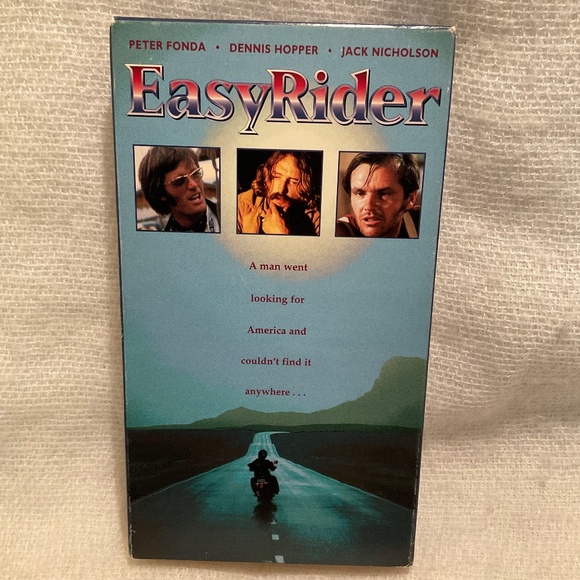 PETER FONDA • DENNIS HOPPER • JACK NICHOLSON
EasyRider
A man went
looking for
America and
couldn't find it
anywhere . . .